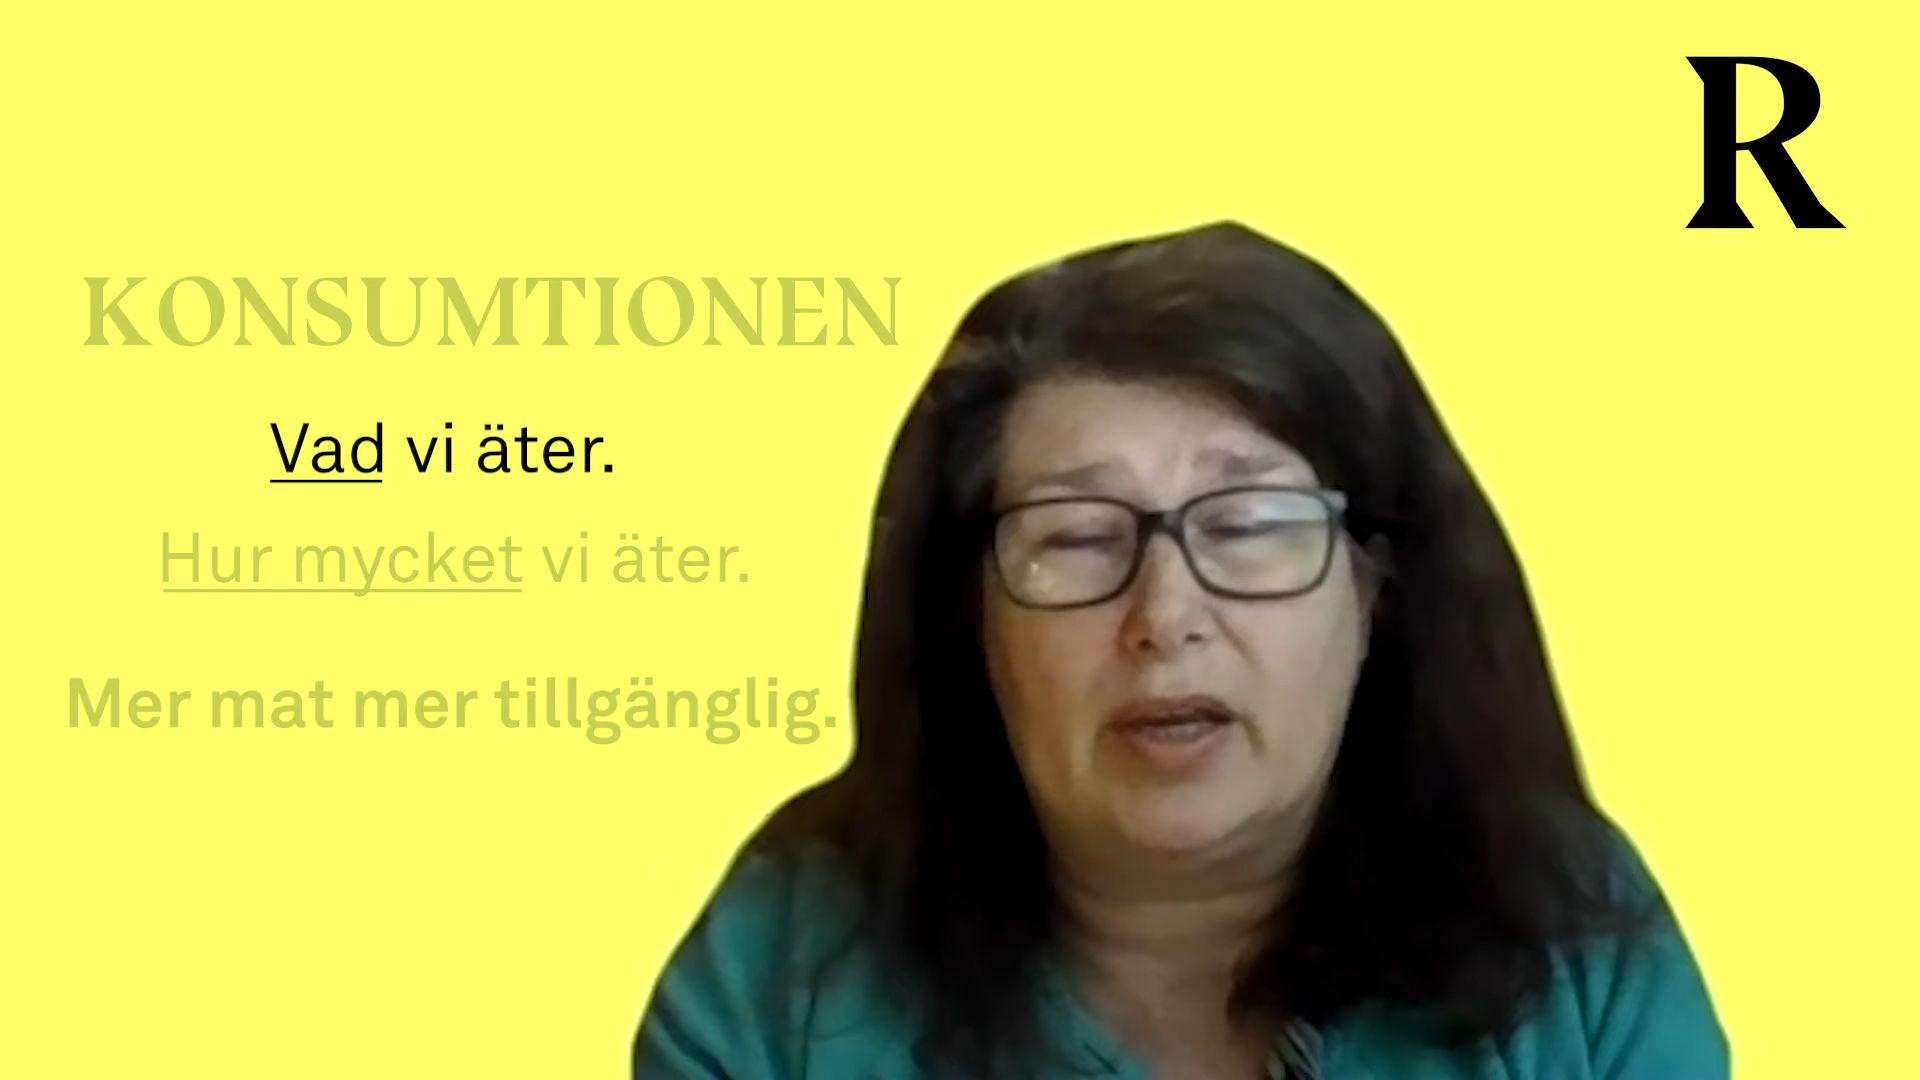 R
KONSUMTIONEN
Vad vi äter.
Hur mycket vi äter.
Mer mat mer tillgänglig.